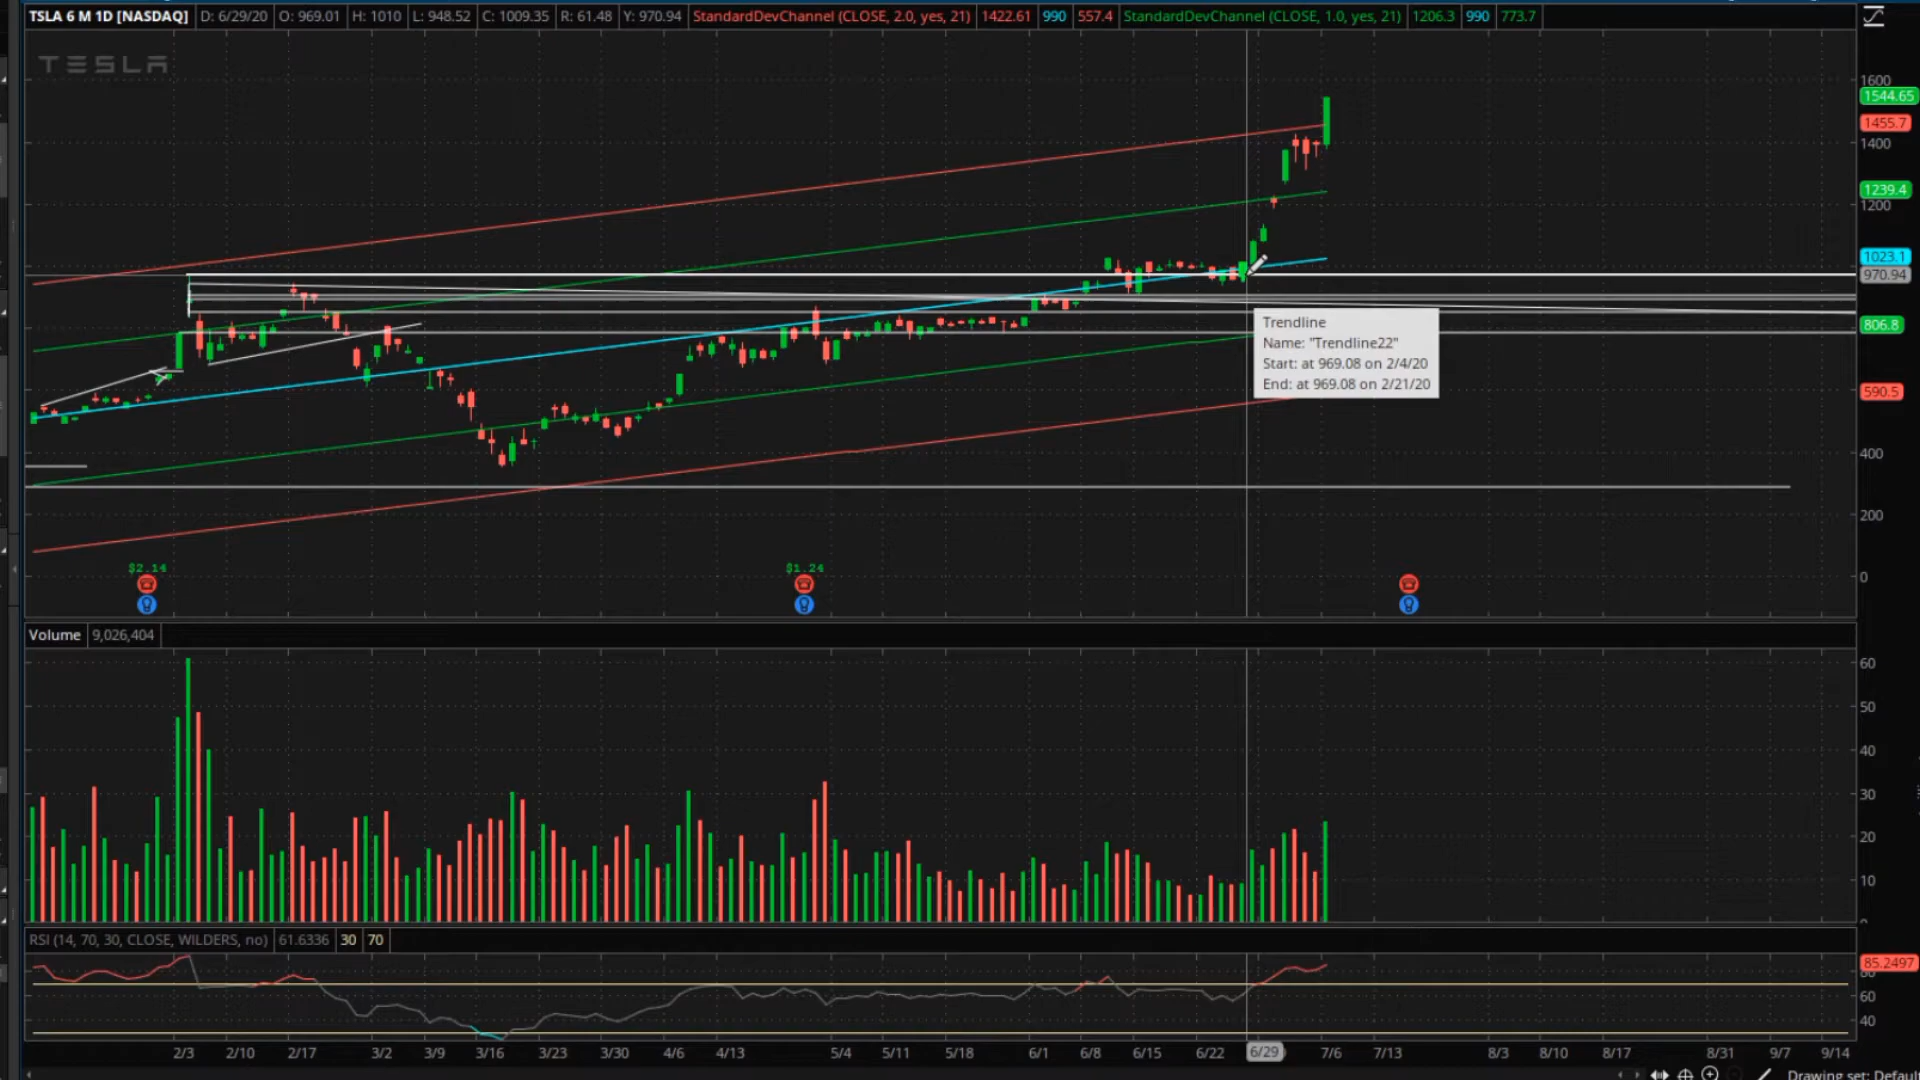 TSLA 6 M 1D [NASDAQ] D: 6/29/20 O: 969.01 H: 1010 L: 948.52 C: 1009.35 R: 61.48 Y: 970.94 StandardDevChannel (CLOSE, 2.0, yes, 21) 1422.61 990 557.4 StandardDevChannel (CLOSE, 1.0, yes, 21) 1206.3 990 773.7
TESLA
1600
1544.65
1455.7
1400
1239.4
1200
1023.1
970.94
806.8
590.5
400
200
0
Trendline
Name: "Trendline22"
Start: at 969.08 on 2/4/20
End: at 969.08 on 2/21/20
$2.14
$1.24
Volume 9,026,404
60
50
40
30
20
10
RSI (14, 70, 30, CLOSE, WILDERS, no) 61.6336 30 70
85.2497
80
60
40
2/3 2/10 2/17 3/2 3/9 3/16 3/23 3/30 4/6 4/13 5/4 5/11 5/18 6/1 6/8 6/15 6/22 6/29 7/6 7/13 8/3 8/10 8/17 8/31 9/7 9/14
Drawing set: Default